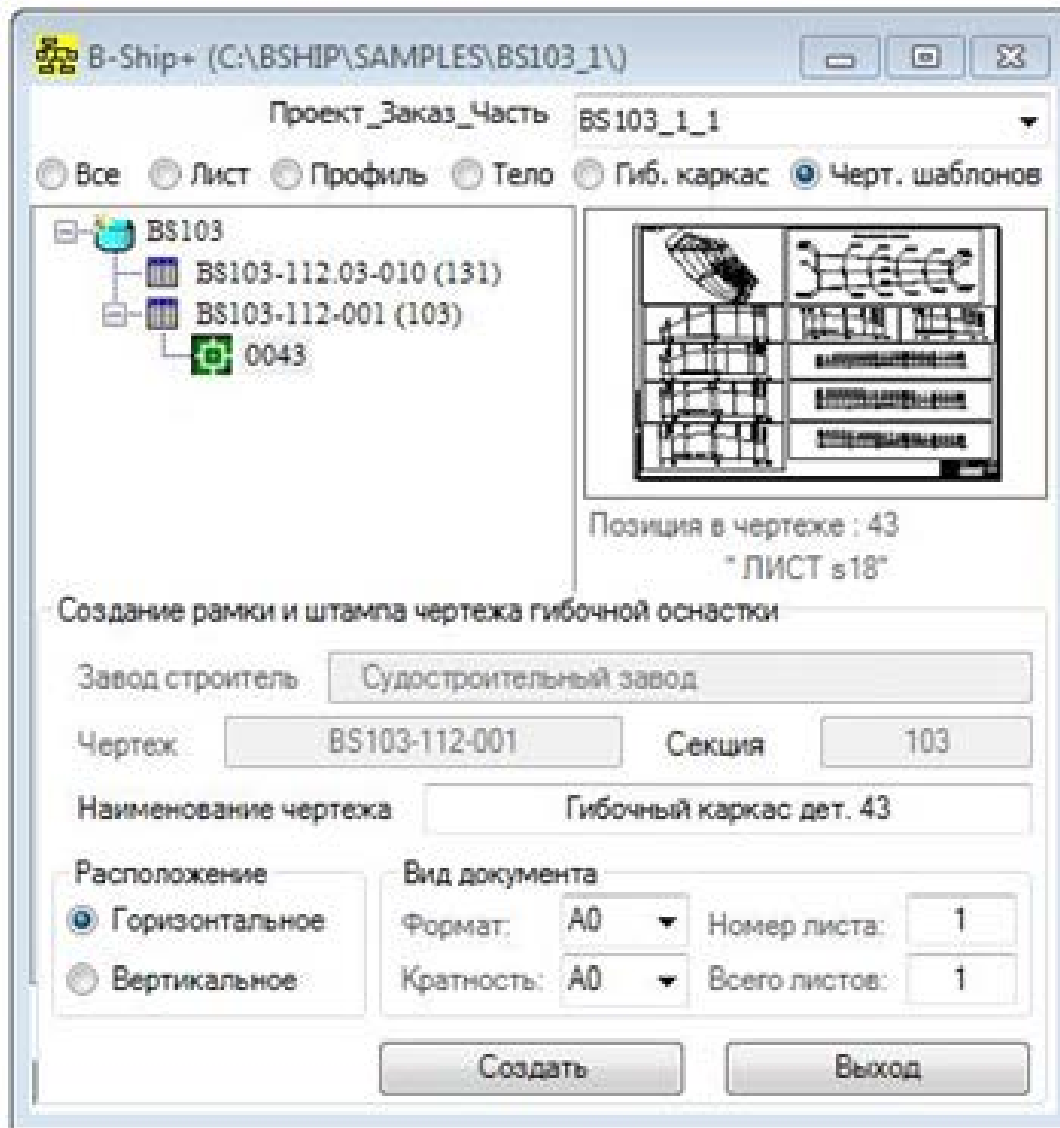 B-Ship+ (C:\BSHIP\SAMPLES\BS103_1\)
Проект_Заказ_Часть BS103_1_1
Все Лист Профиль Тело Гиб. каркас Черт. шаблонов
BS103
BS103-112.03-010 (131)
BS103-112-001 (103)
0043
Позиция в чертеже : 43
" ЛИСТ s18"
Создание рамки и штампа чертежа гибочной оснастки
Завод строитель Судостроительный завод
Чертеж BS103-112-001 Секция 103
Наименование чертежа Гибочный каркас дет. 43
Расположение Вид документа
Горизонтальное Формат: A0 Номер листа: 1
Вертикальное Кратность: A0 Всего листов: 1
Создать Выход